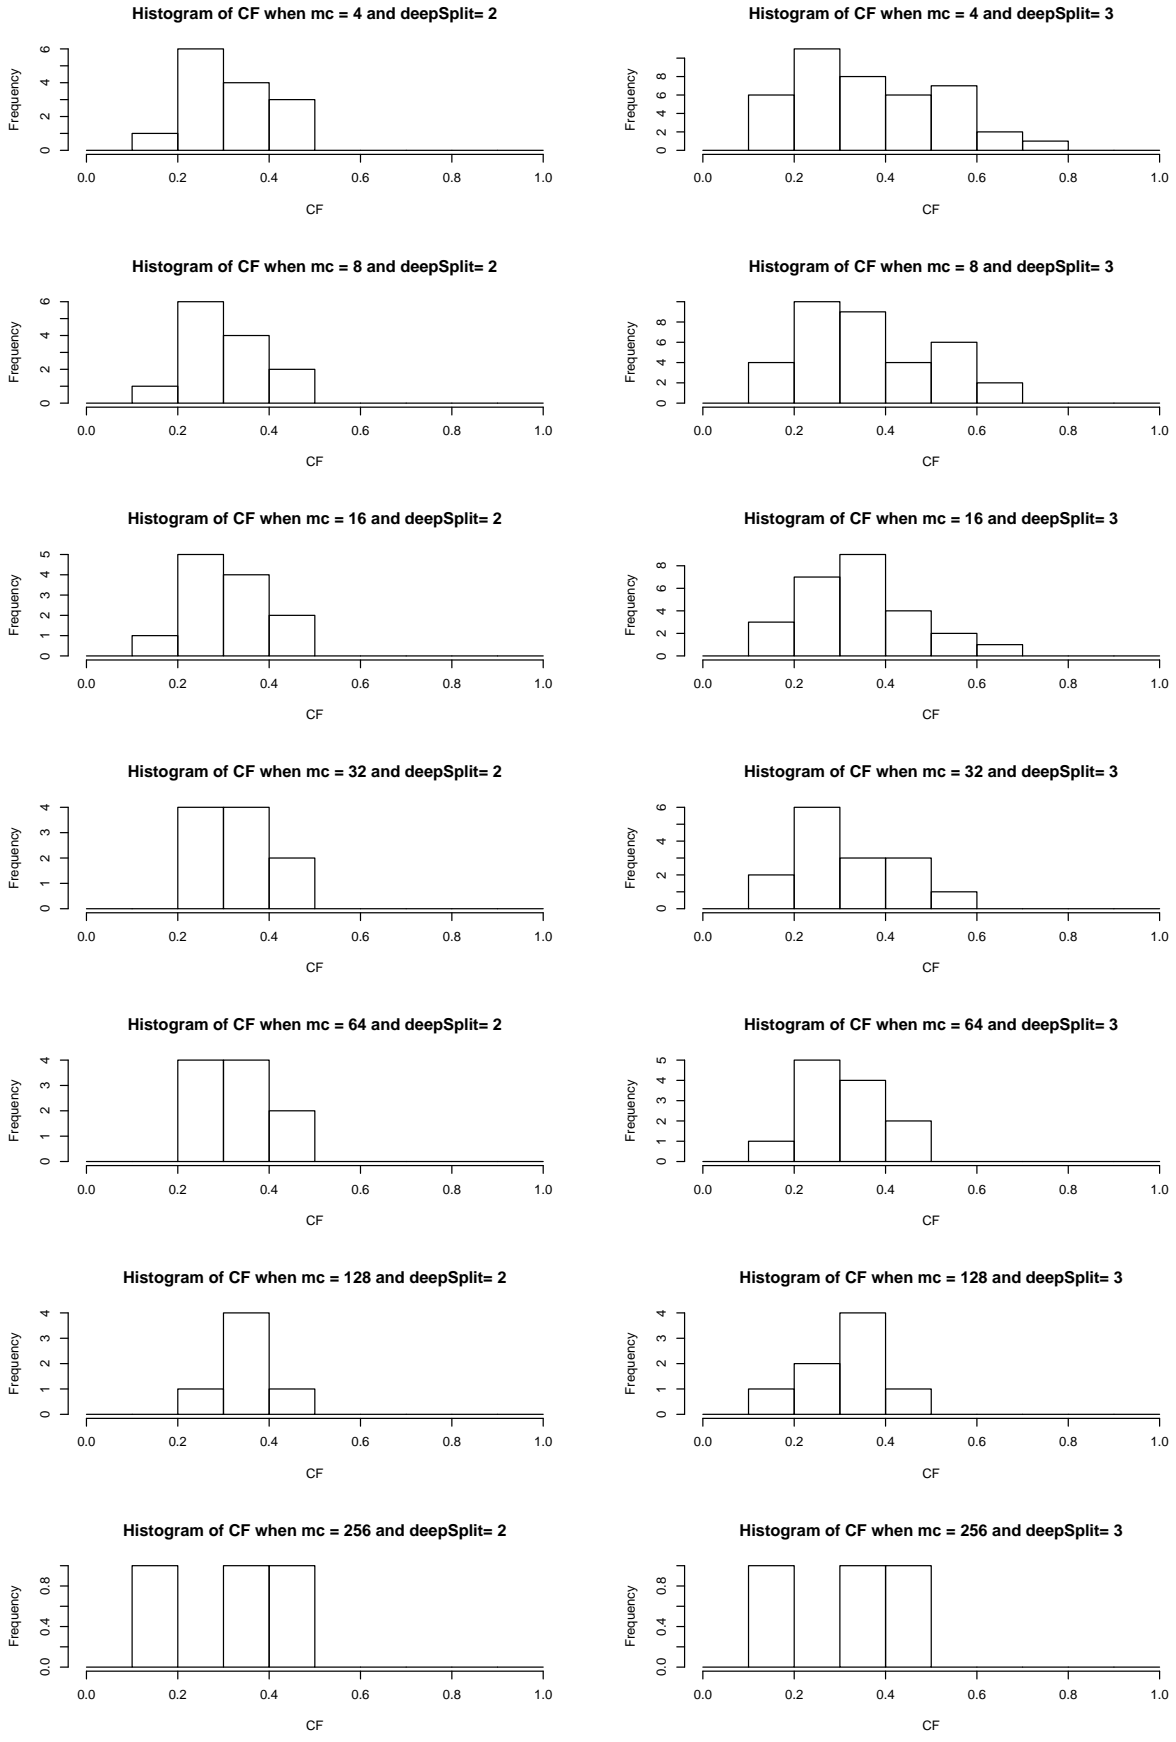 Histogram of CF when mc = 4 and deepSplit= 2
Frequency
0 2 4 6
0.0 0.2 0.4 0.6 0.8 1.0
CF
Histogram of CF when mc = 4 and deepSplit= 3
Frequency
0 2 4 6 8
0.0 0.2 0.4 0.6 0.8 1.0
CF
Histogram of CF when mc = 8 and deepSplit= 2
Frequency
0 2 4 6
0.0 0.2 0.4 0.6 0.8 1.0
CF
Histogram of CF when mc = 8 and deepSplit= 3
Frequency
0 2 4 6 8
0.0 0.2 0.4 0.6 0.8 1.0
CF
Histogram of CF when mc = 16 and deepSplit= 2
Frequency
0 1 2 3 4 5
0.0 0.2 0.4 0.6 0.8 1.0
CF
Histogram of CF when mc = 16 and deepSplit= 3
Frequency
0 2 4 6 8
0.0 0.2 0.4 0.6 0.8 1.0
CF
Histogram of CF when mc = 32 and deepSplit= 2
Frequency
0 1 2 3 4
0.0 0.2 0.4 0.6 0.8 1.0
CF
Histogram of CF when mc = 32 and deepSplit= 3
Frequency
0 2 4 6
0.0 0.2 0.4 0.6 0.8 1.0
CF
Histogram of CF when mc = 64 and deepSplit= 2
Frequency
0 1 2 3 4
0.0 0.2 0.4 0.6 0.8 1.0
CF
Histogram of CF when mc = 64 and deepSplit= 3
Frequency
0 1 2 3 4 5
0.0 0.2 0.4 0.6 0.8 1.0
CF
Histogram of CF when mc = 128 and deepSplit= 2
Frequency
0 1 2 3 4
0.0 0.2 0.4 0.6 0.8 1.0
CF
Histogram of CF when mc = 128 and deepSplit= 3
Frequency
0 1 2 3 4
0.0 0.2 0.4 0.6 0.8 1.0
CF
Histogram of CF when mc = 256 and deepSplit= 2
Frequency
0.0 0.4 0.8
0.0 0.2 0.4 0.6 0.8 1.0
CF
Histogram of CF when mc = 256 and deepSplit= 3
Frequency
0.0 0.4 0.8
0.0 0.2 0.4 0.6 0.8 1.0
CF